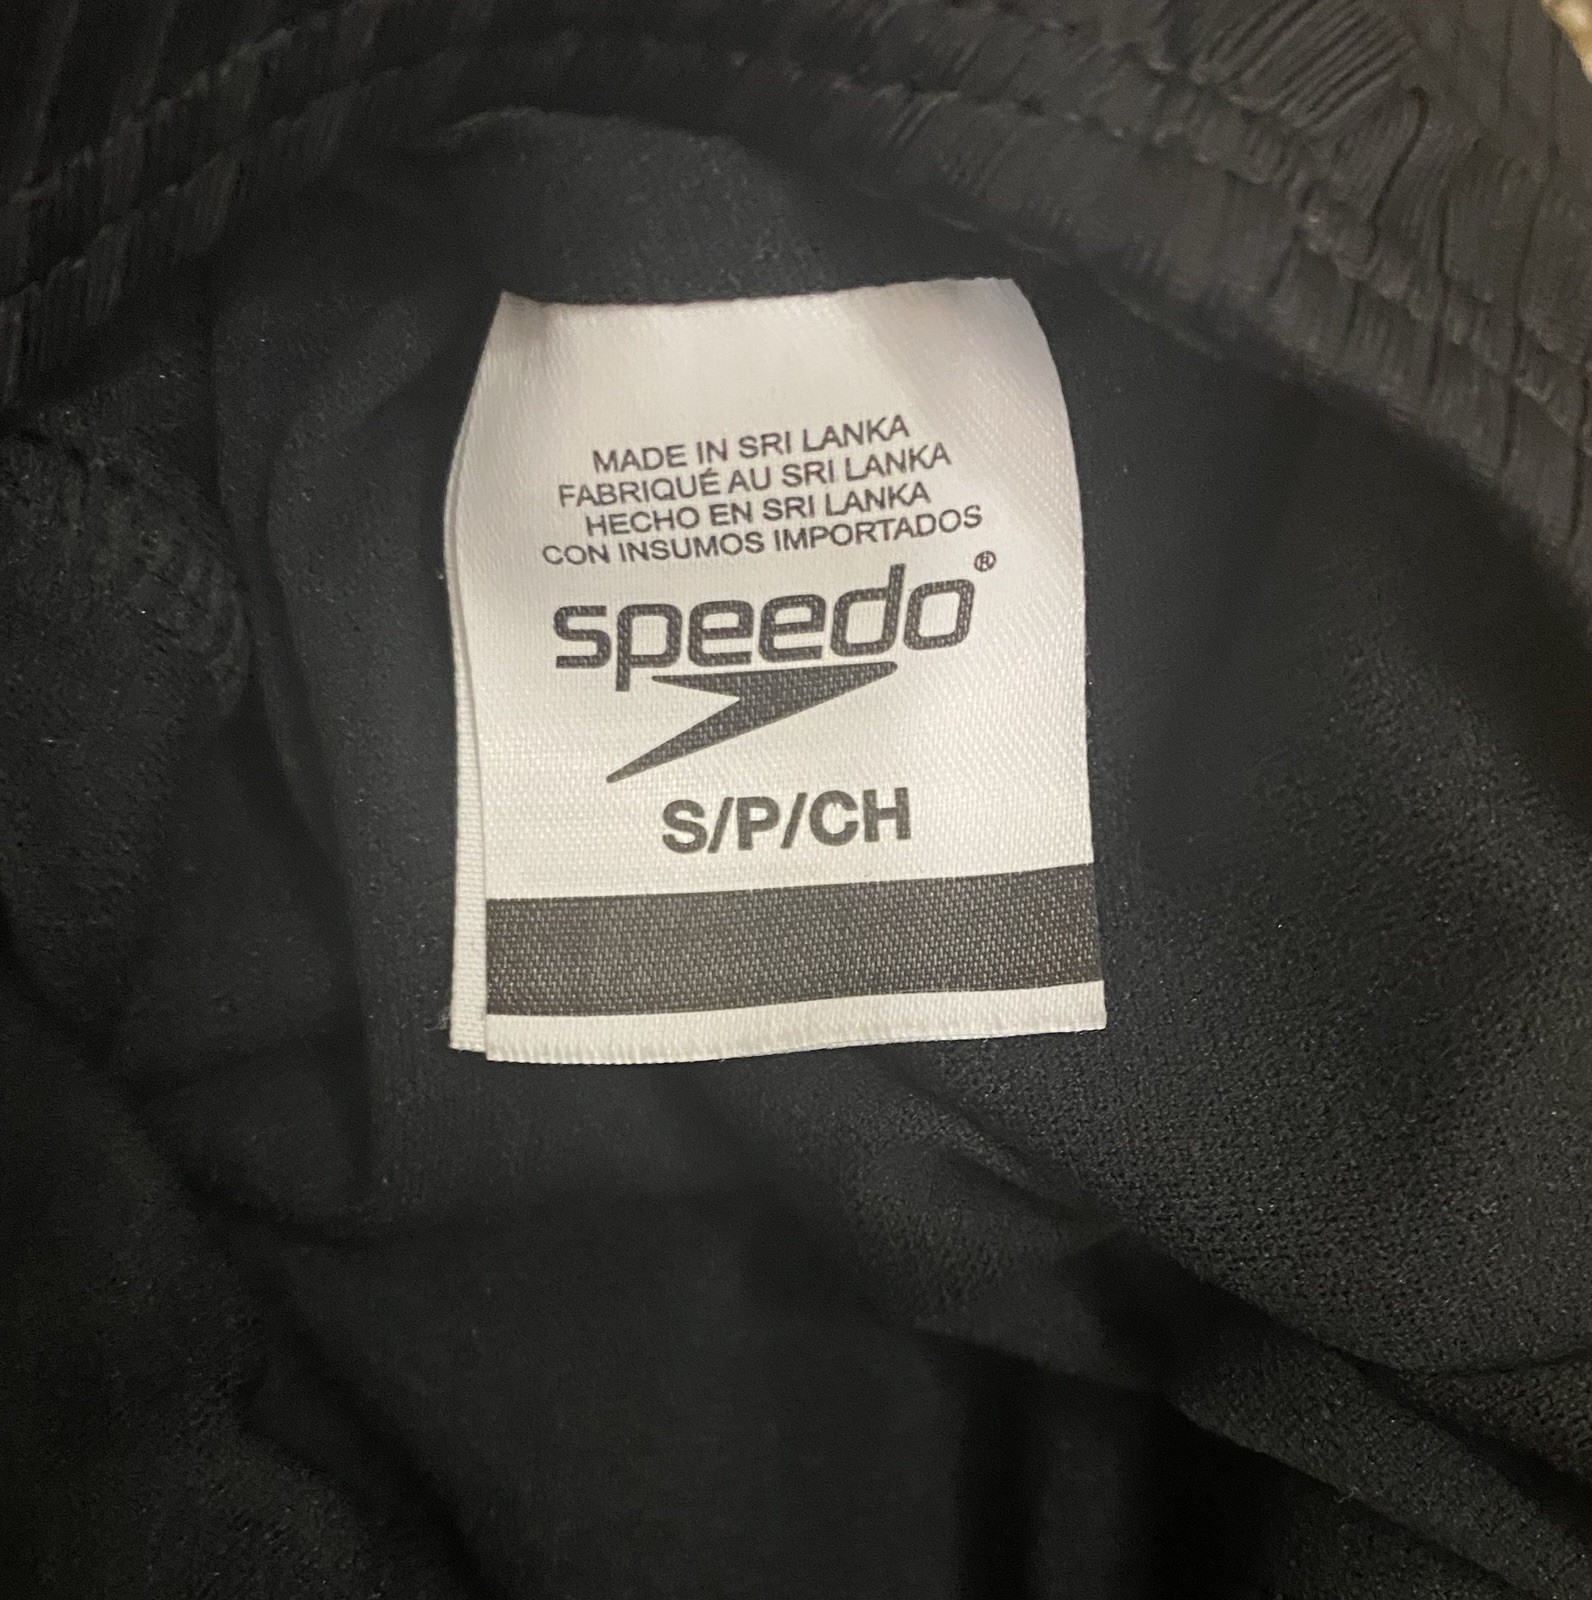 MADE IN SRI LANKA
FABRIQUÉ AU SRI LANKA
HECHO EN SRI LANKA
CON INSUMOS IMPORTADOS
speedo®
S/P/CH